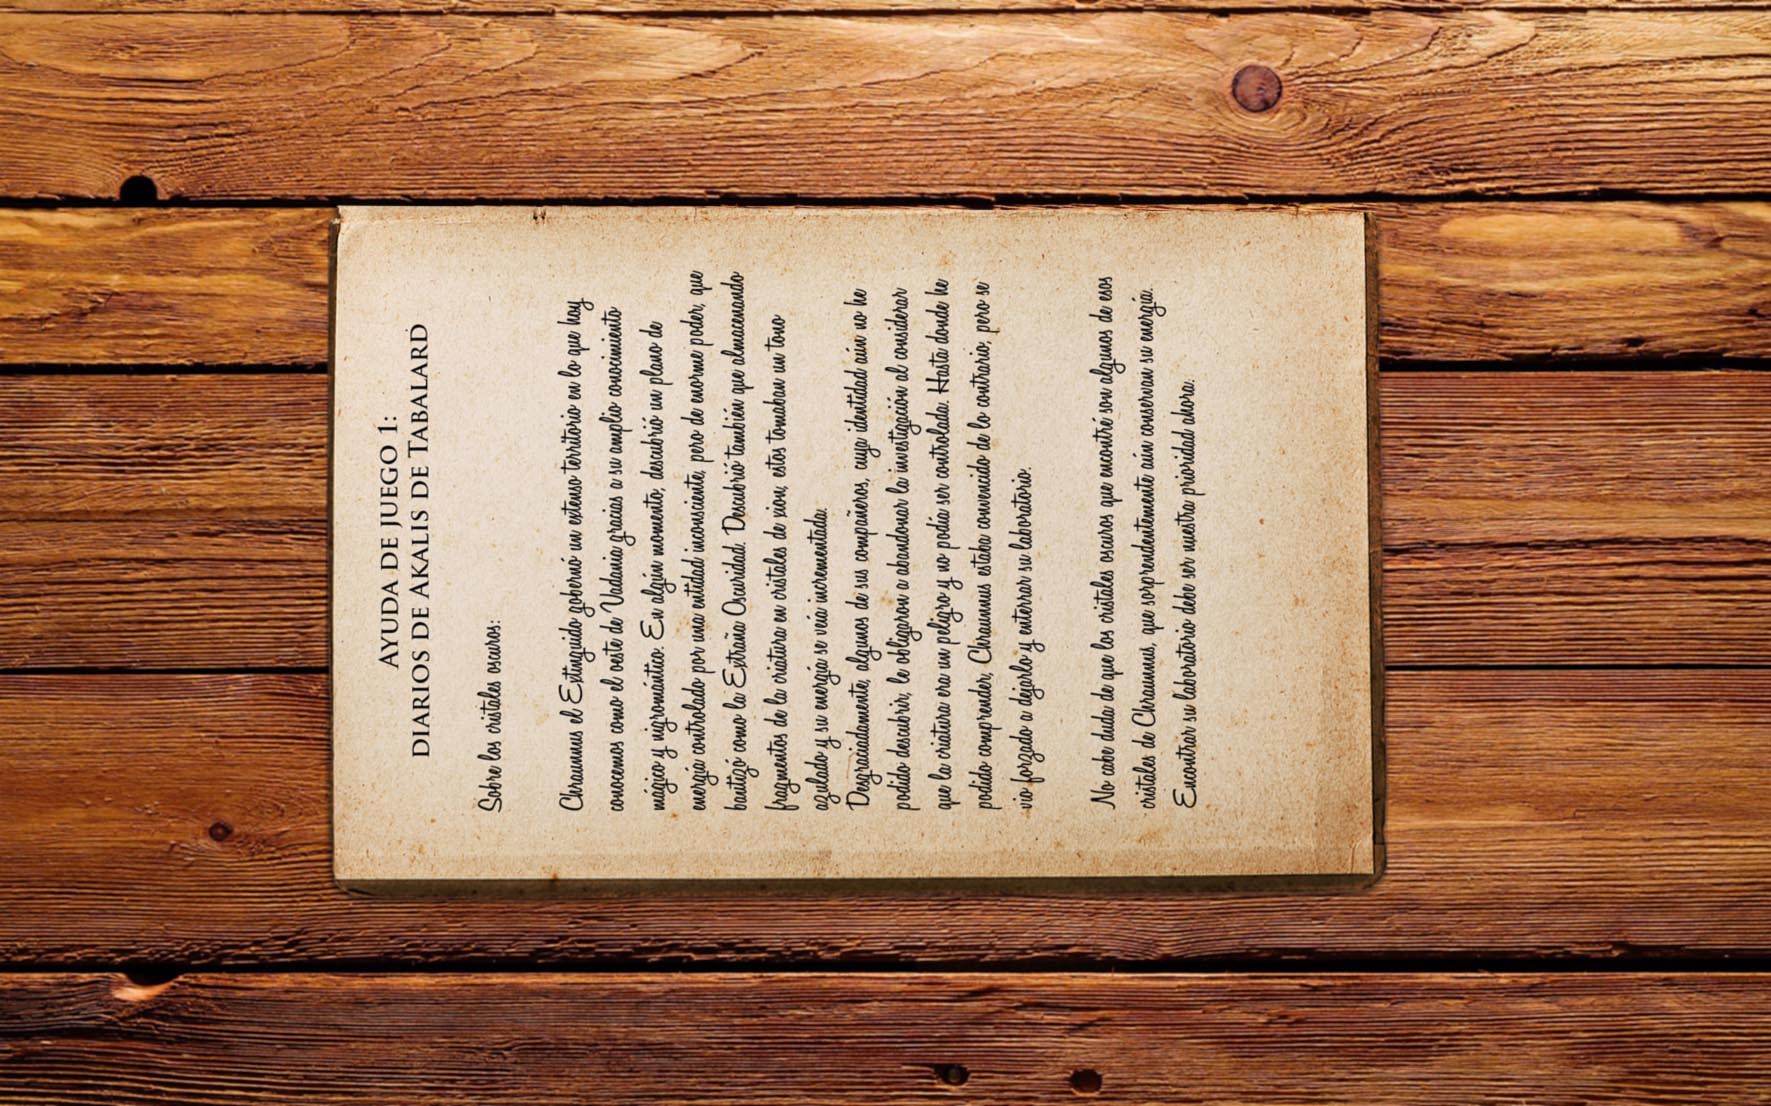 AYUDA DE JUEGO 1:
DIARIOS DE AKALIS DE TABALARD
Sobre los cristales oscuros:
Chraumus el Extinguido gobernó un extenso territorio en lo que hoy
conocemos como el oeste de Vadania gracias a su amplio conocimiento
mágico y nigromántico. En algún momento, descubrió un plano de
energía controlado por una entidad inconsciente, pero de enorme poder, que
bautizó como la Extraña Oscuridad. Descubrió también que almacenando
fragmentos de la criatura en cristales de xion, estos tomaban un tono
azulado y su energía se veía incrementada.
Desgraciadamente, algunos de sus compañeros, cuya identidad aún no he
podido descubrir, le obligaron a abandonar la investigación al considerar
que la criatura era un peligro y no podía ser controlada. Hasta donde he
podido comprender, Chraumus estaba convencido de lo contrario, pero se
vio forzado a dejarlo y enterrar su laboratorio.
No cabe duda de que los cristales oscuros que encontré son algunos de esos
cristales de Chraumus, que sorprendentemente aún conservan su energía.
Encontrar su laboratorio debe ser nuestra prioridad ahora.